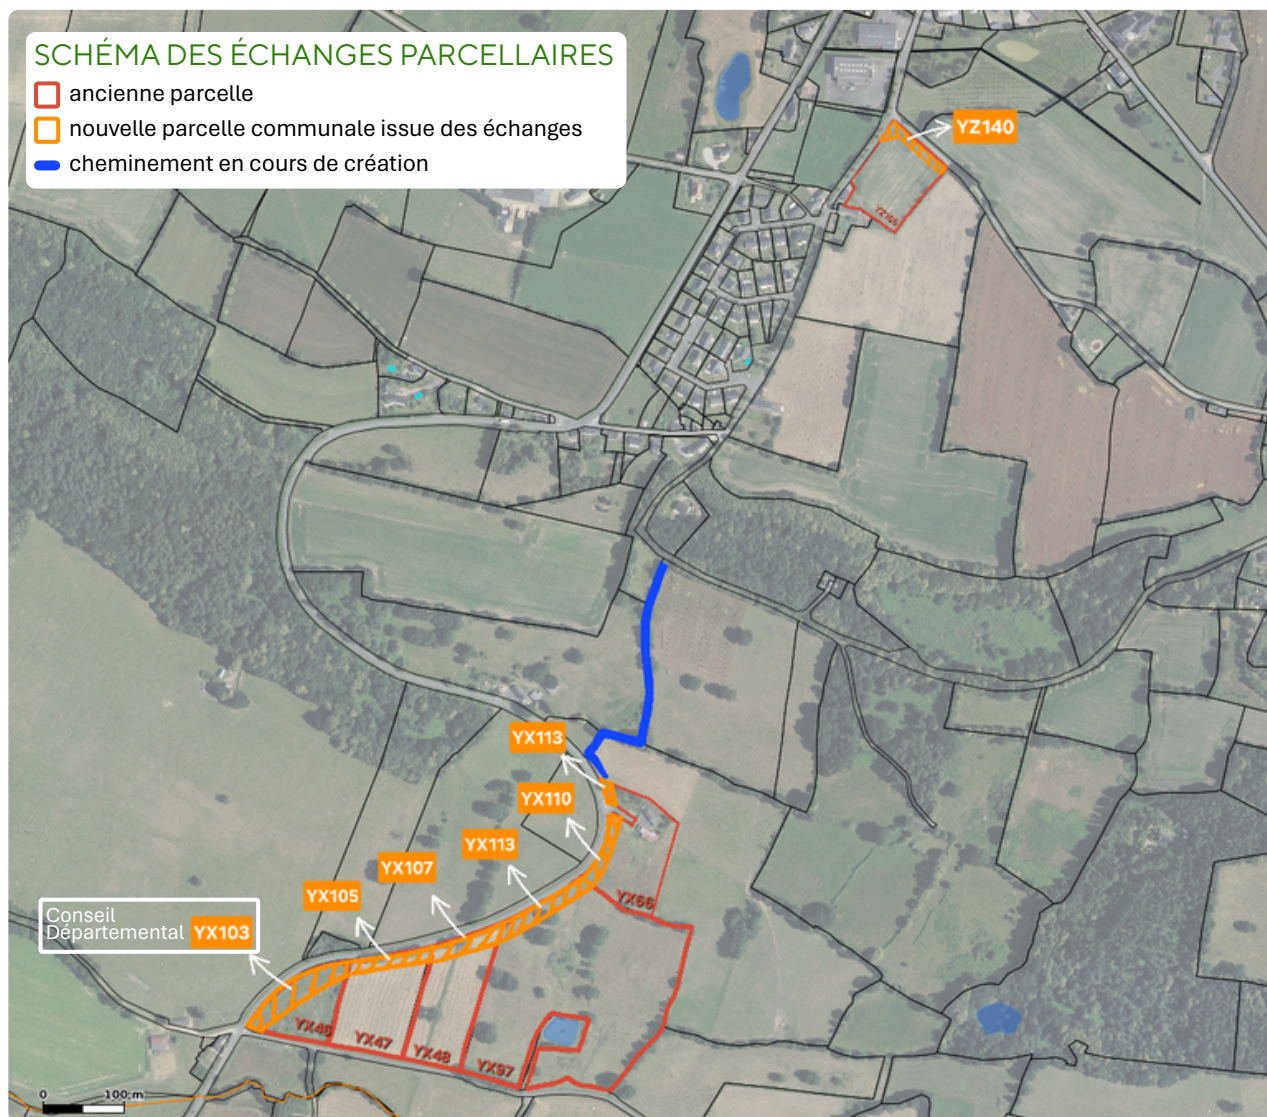 SCHÉMA DES ÉCHANGES PARCELLAIRES
ancienne parcelle
nouvelle parcelle communale issue des échanges
cheminement en cours de création
YZ140
YX113
YX110
YX113
YX107
YX105
Conseil
Départemental YX103
YX66
YX46
YX47
YX48
YX97
0 100 m